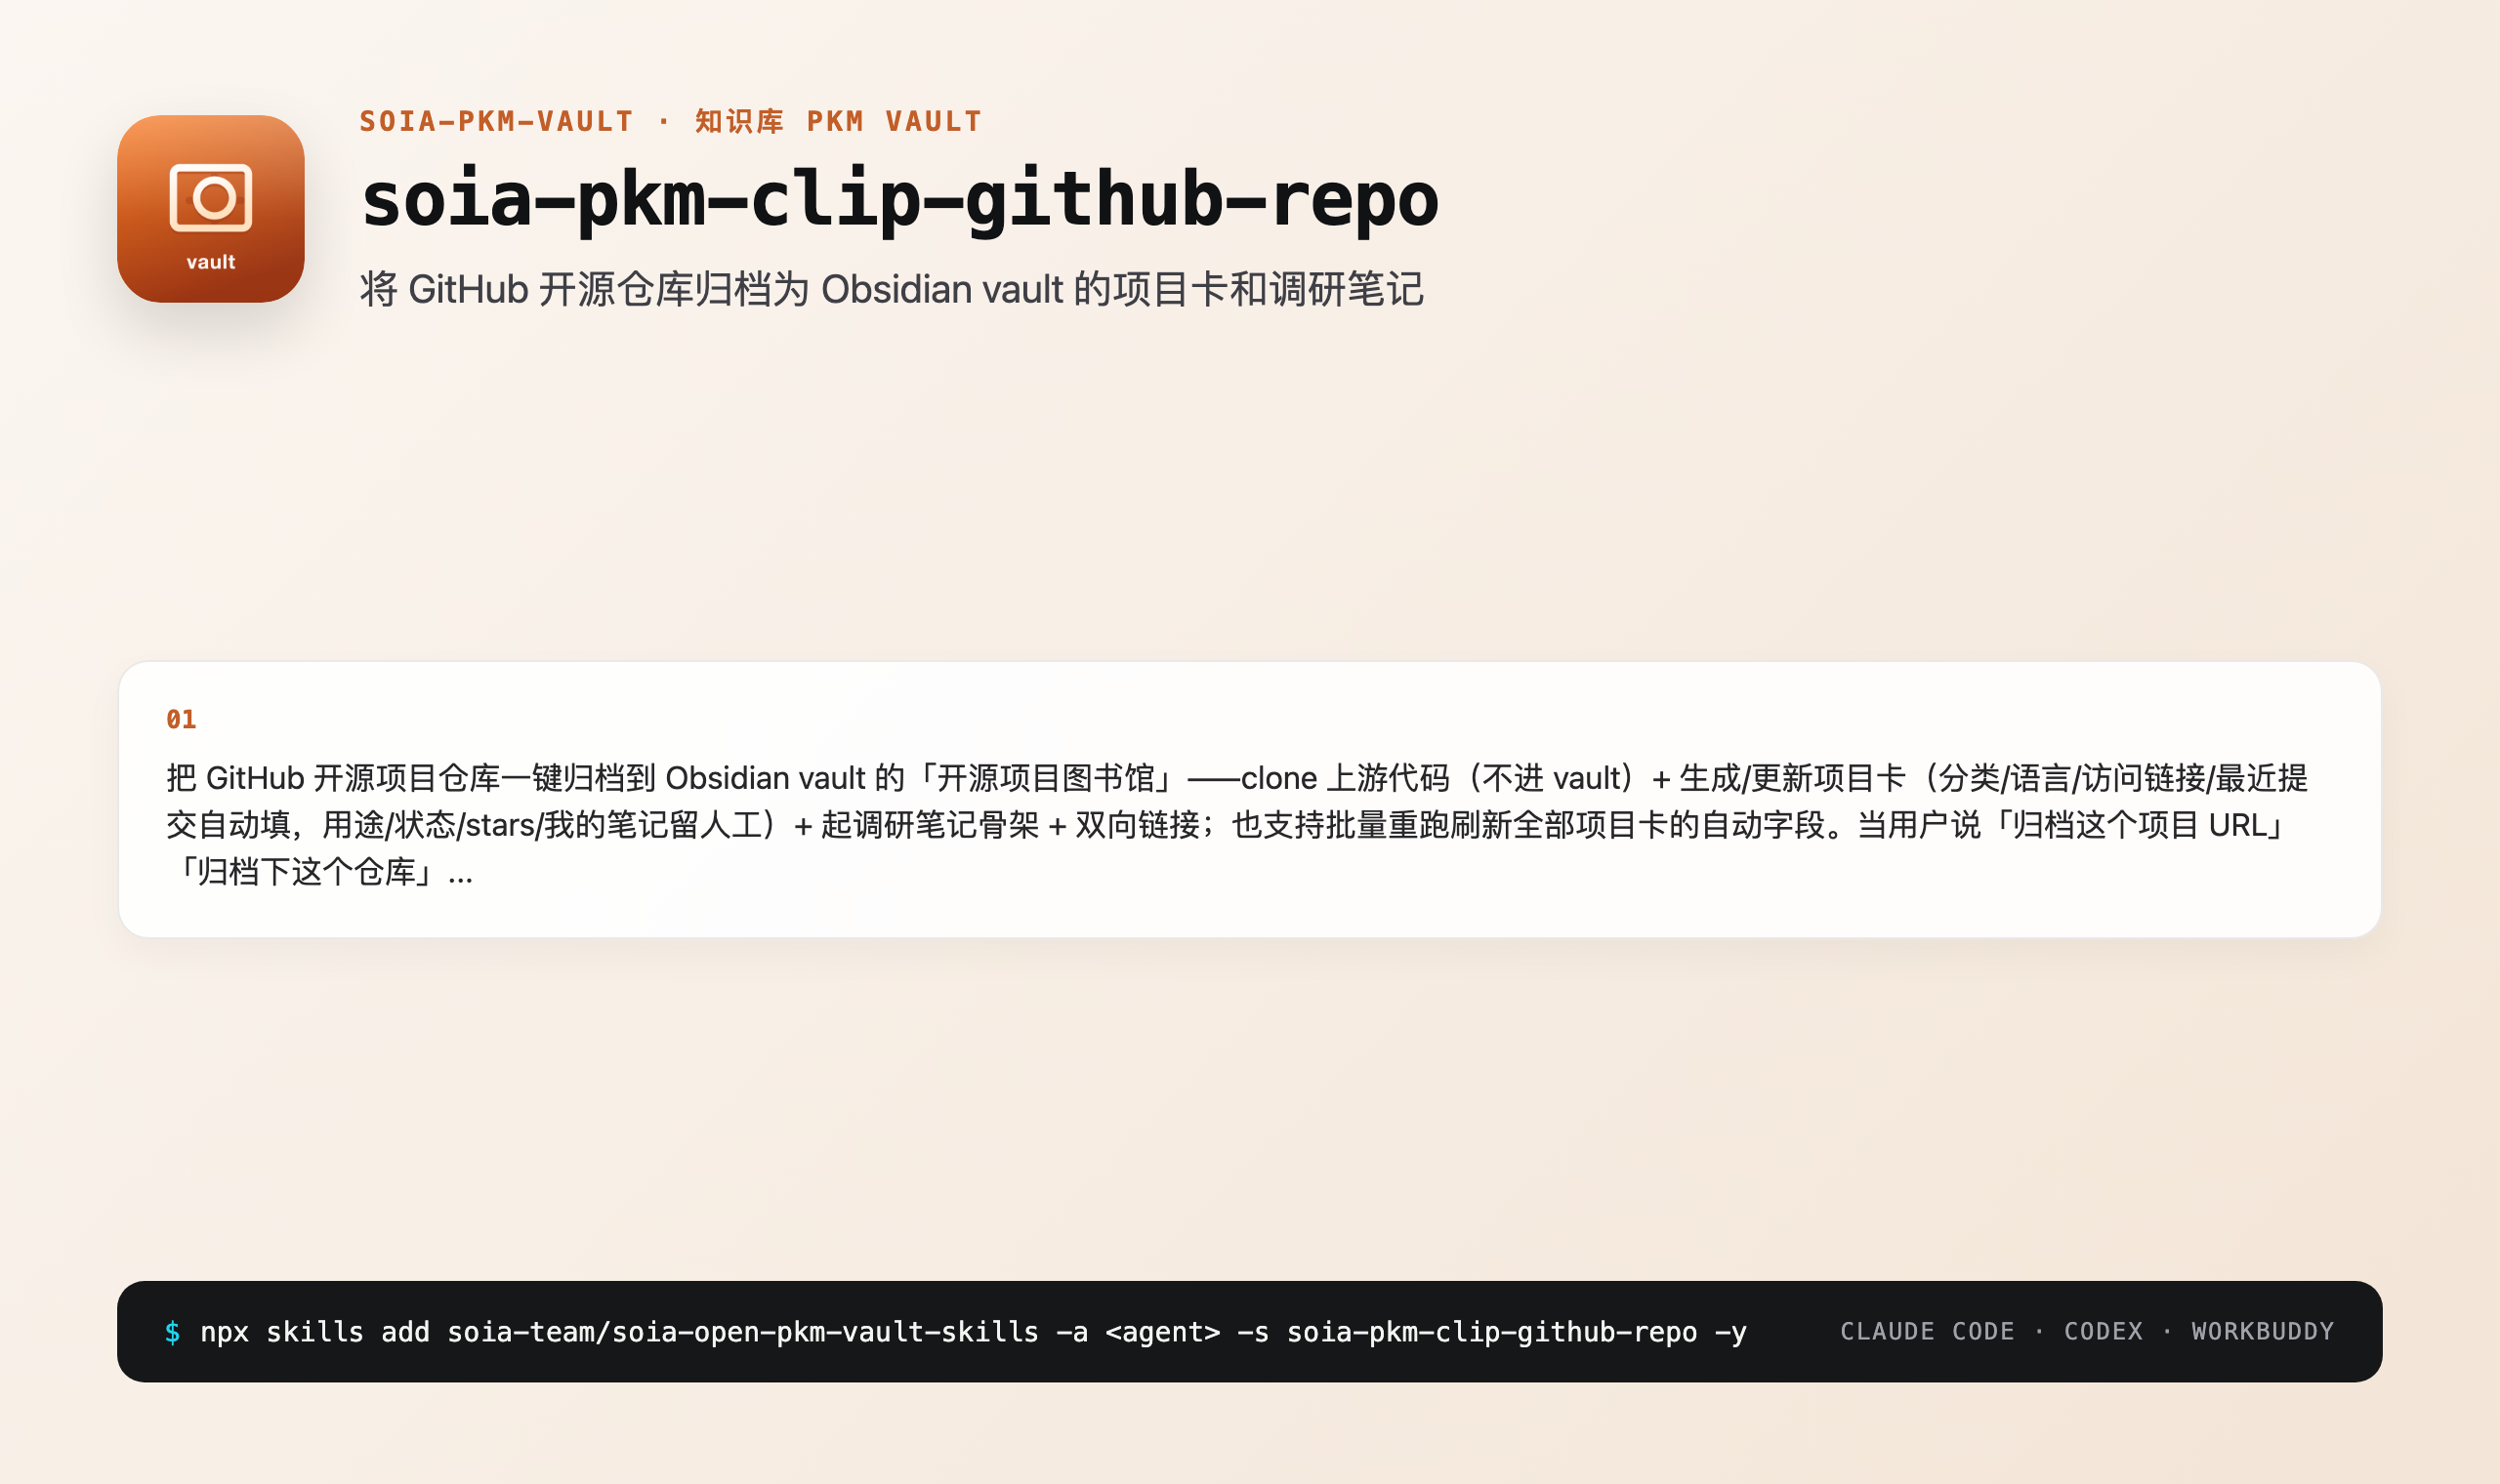 SOIA-PKM-VAULT · 知识库 PKM VAULT
soia-pkm-clip-github-repo
将 GitHub 开源仓库归档为 Obsidian vault 的项目卡和调研笔记
vault
01
把 GitHub 开源项目仓库一键归档到 Obsidian vault 的「开源项目图书馆」——clone 上游代码（不进 vault）+ 生成/更新项目卡（分类/语言/访问链接/最近提
交自动填，用途/状态/stars/我的笔记留人工）+ 起调研笔记骨架 + 双向链接；也支持批量重跑刷新全部项目卡的自动字段。当用户说「归档这个项目 URL」
「归档下这个仓库」...
$ npx skills add soia-team/soia-open-pkm-vault-skills -a <agent> -s soia-pkm-clip-github-repo -y
CLAUDE CODE · CODEX · WORKBUDDY